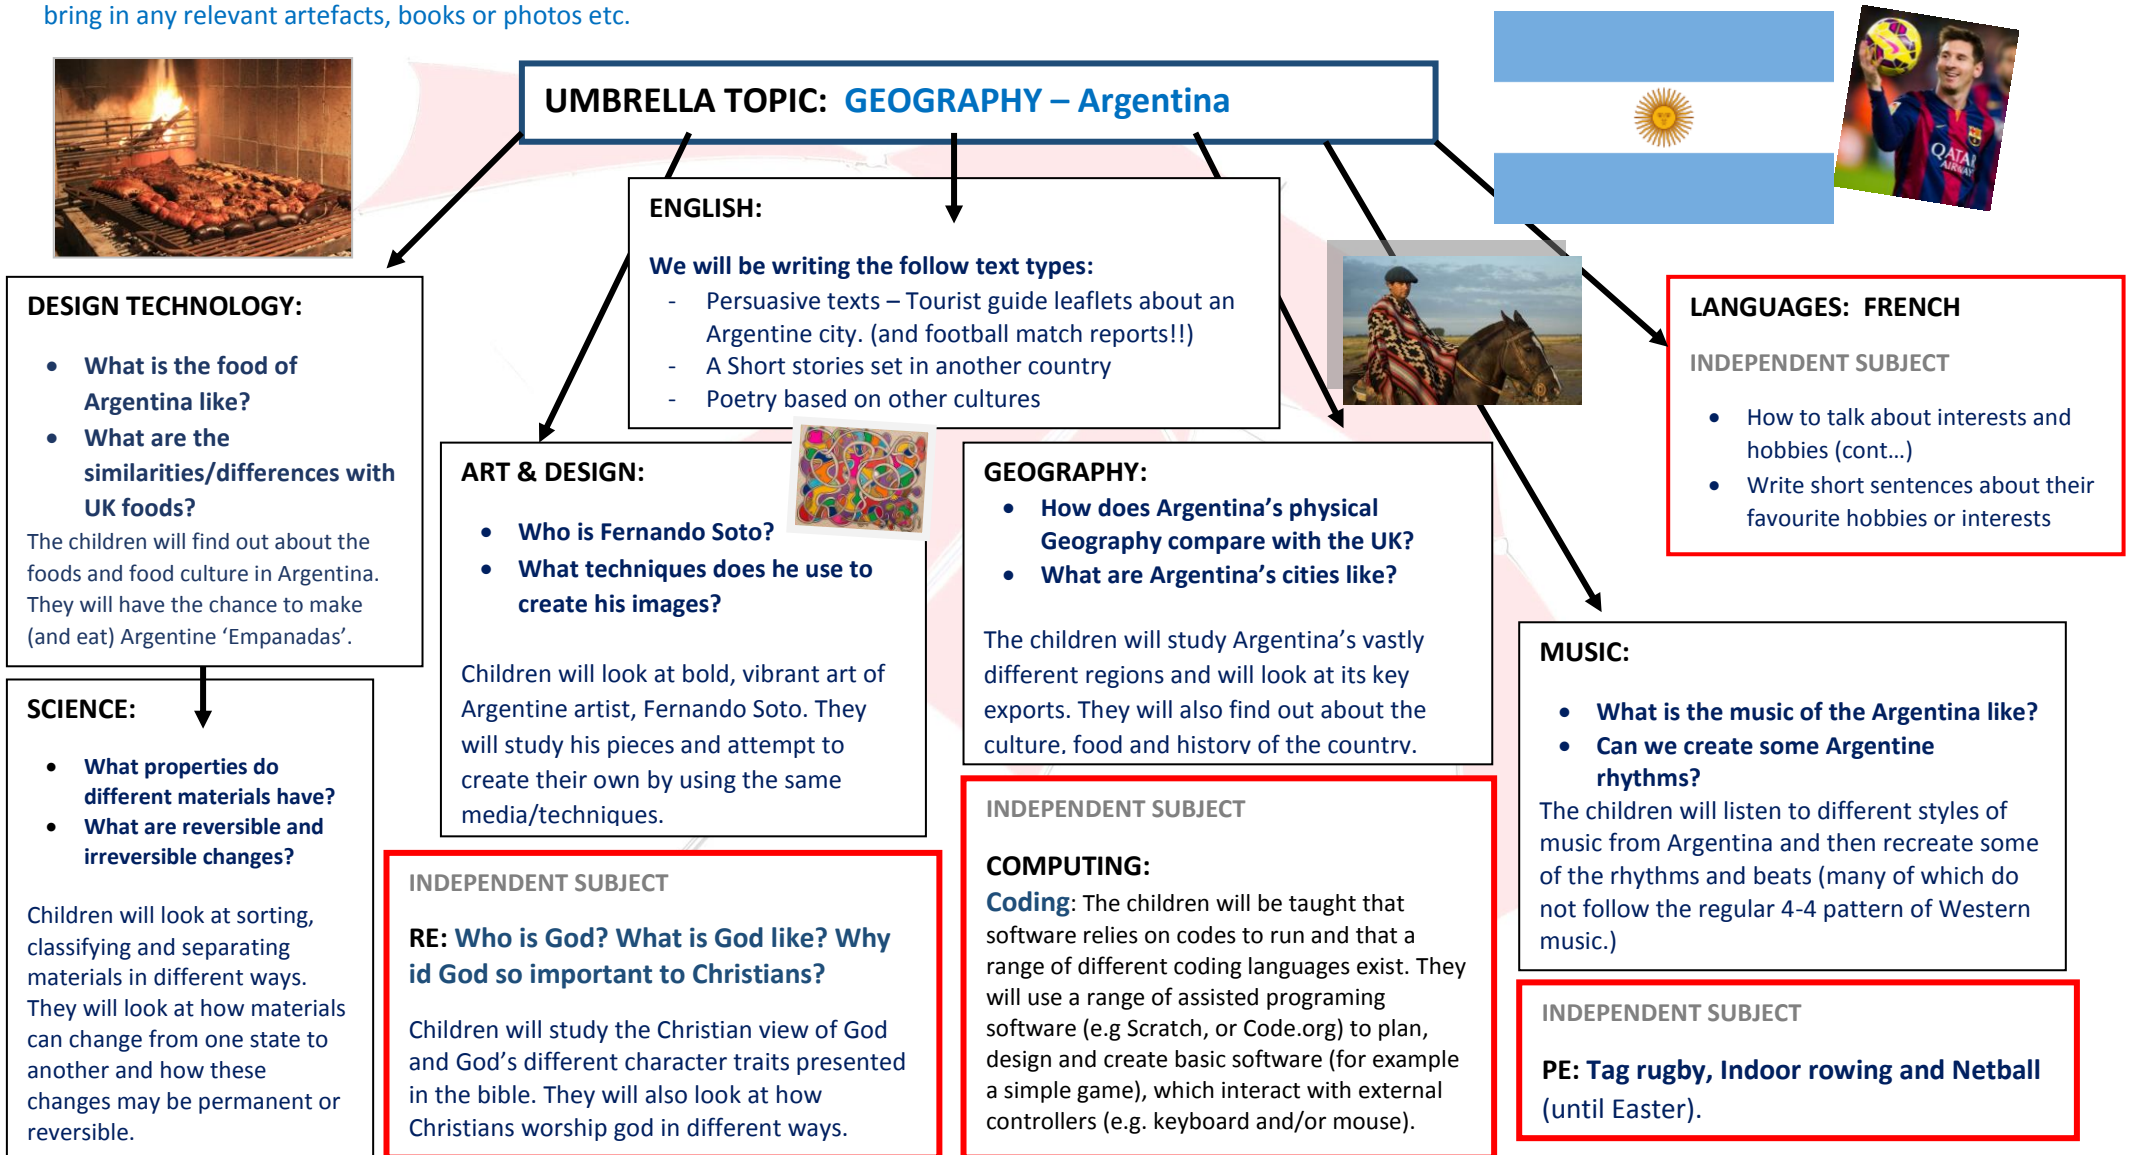 bring in any relevant artefacts, books or photos etc.
UMBRELLA TOPIC: GEOGRAPHY – Argentina
QATAR
AIRWAYS
ENGLISH:
We will be writing the follow text types:
- Persuasive texts – Tourist guide leaflets about an
Argentine city. (and football match reports!!)
- A Short stories set in another country
- Poetry based on other cultures
DESIGN TECHNOLOGY:
• What is the food of
Argentina like?
• What are the
similarities/differences with
UK foods?
The children will find out about the
foods and food culture in Argentina.
They will have the chance to make
(and eat) Argentine ‘Empanadas’.
LANGUAGES: FRENCH
INDEPENDENT SUBJECT
• How to talk about interests and
hobbies (cont…)
• Write short sentences about their
favourite hobbies or interests
ART & DESIGN:
• Who is Fernando Soto?
• What techniques does he use to
create his images?
Children will look at bold, vibrant art of
Argentine artist, Fernando Soto. They
will study his pieces and attempt to
create their own by using the same
media/techniques.
GEOGRAPHY:
• How does Argentina’s physical
Geography compare with the UK?
• What are Argentina’s cities like?
The children will study Argentina’s vastly
different regions and will look at its key
exports. They will also find out about the
culture, food and history of the country.
MUSIC:
• What is the music of the Argentina like?
• Can we create some Argentine
rhythms?
The children will listen to different styles of
music from Argentina and then recreate some
of the rhythms and beats (many of which do
not follow the regular 4-4 pattern of Western
music.)
SCIENCE:
• What properties do
different materials have?
• What are reversible and
irreversible changes?
Children will look at sorting,
classifying and separating
materials in different ways.
They will look at how materials
can change from one state to
another and how these
changes may be permanent or
reversible.
INDEPENDENT SUBJECT
RE: Who is God? What is God like? Why
id God so important to Christians?
Children will study the Christian view of God
and God’s different character traits presented
in the bible. They will also look at how
Christians worship god in different ways.
INDEPENDENT SUBJECT
COMPUTING:
Coding: The children will be taught that
software relies on codes to run and that a
range of different coding languages exist. They
will use a range of assisted programing
software (e.g Scratch, or Code.org) to plan,
design and create basic software (for example
a simple game), which interact with external
controllers (e.g. keyboard and/or mouse).
INDEPENDENT SUBJECT
PE: Tag rugby, Indoor rowing and Netball
(until Easter).